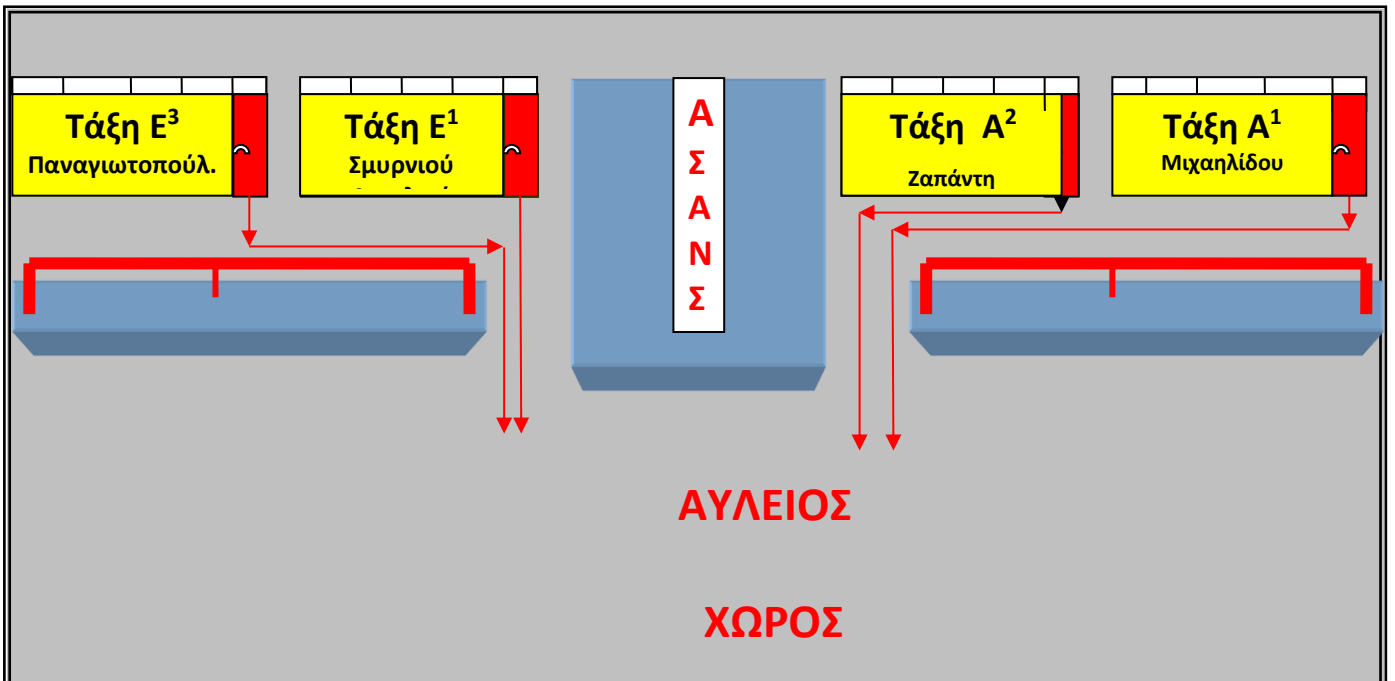 Τάξη Ε³
Παναγιωτοπούλ.
Τάξη Ε¹
Σμυρνιού
Α
Σ
Α
Ν
Σ
Τάξη Α²
Ζαπάντη
Τάξη Α¹
Μιχαηλίδου
ΑΥΛΕΙΟΣ
ΧΩΡΟΣ